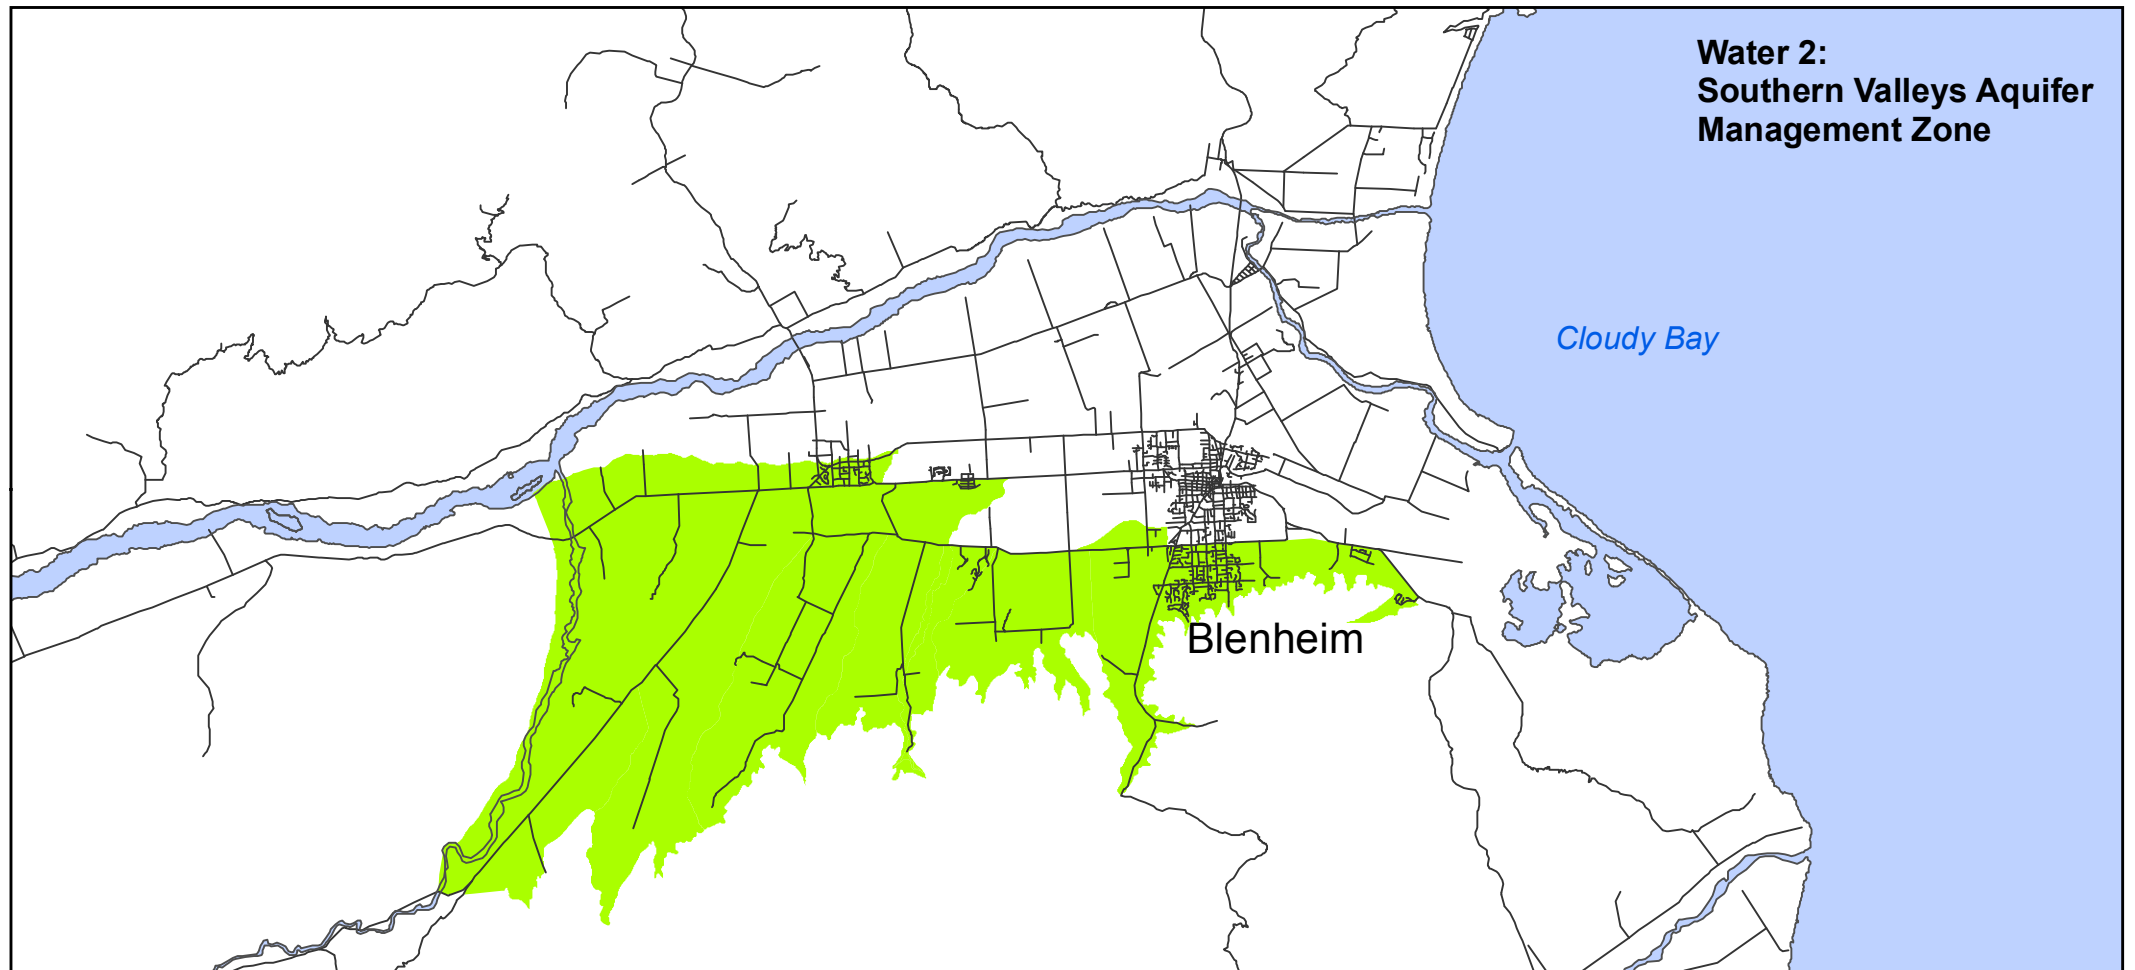 Water 2:
Southern Valleys Aquifer
Management Zone
Cloudy Bay
Blenheim